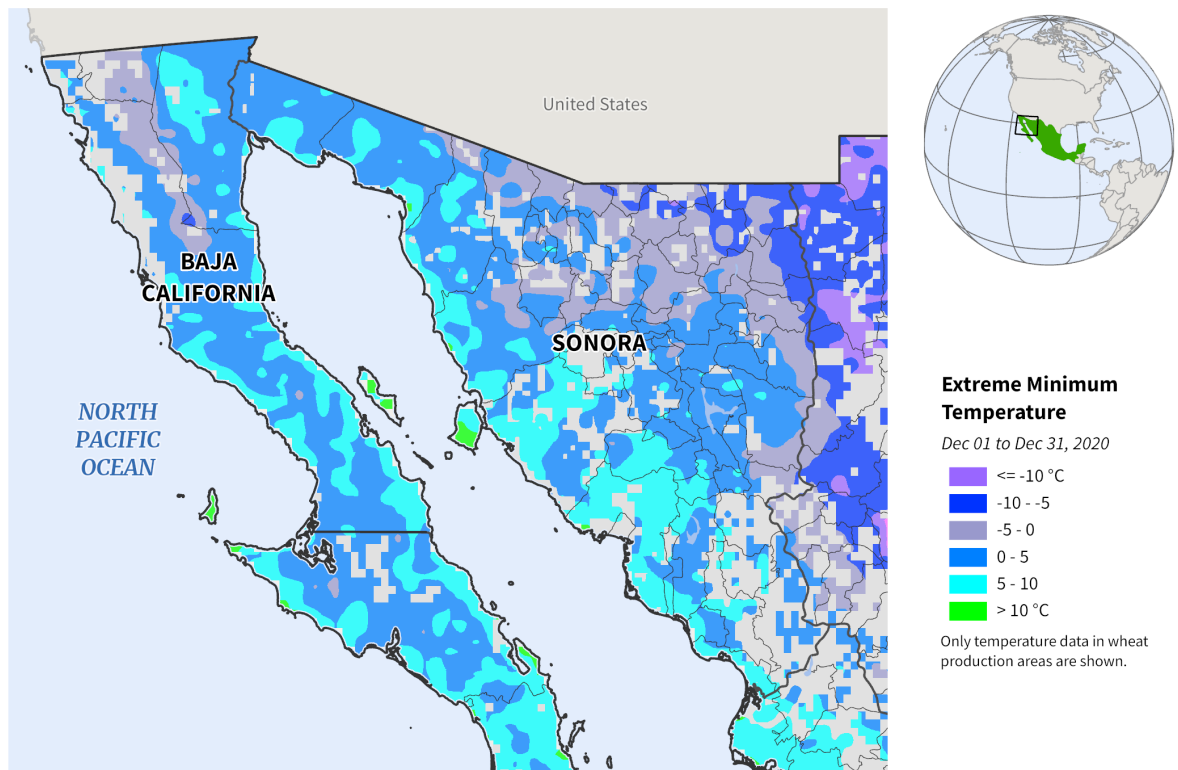 United States
BAJA
CALIFORNIA
SONORA
NORTH
PACIFIC
OCEAN
Extreme Minimum
Temperature
Dec 01 to Dec 31, 2020
<= -10 °C
-10 - -5
-5 - 0
0 - 5
5 - 10
> 10 °C
Only temperature data in wheat
production areas are shown.